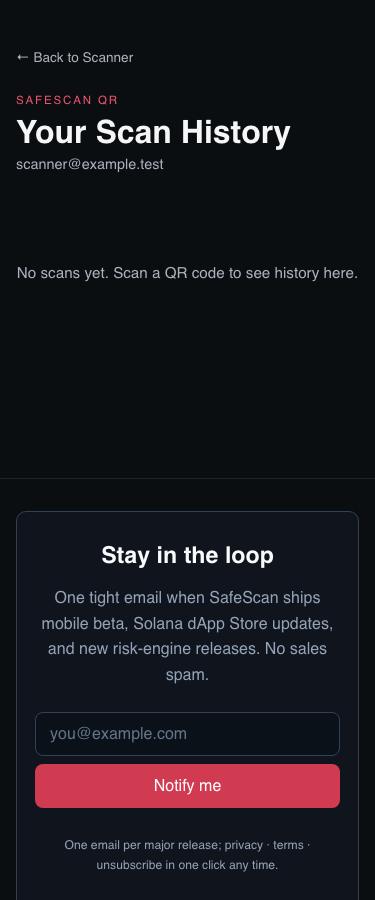 ← Back to Scanner
SAFESCAN QR
Your Scan History
scanner@example.test
No scans yet. Scan a QR code to see history here.
Stay in the loop
One tight email when SafeScan ships
mobile beta, Solana dApp Store updates,
and new risk-engine releases. No sales
spam.
you@example.com
Notify me
One email per major release; privacy · terms ·
unsubscribe in one click any time.